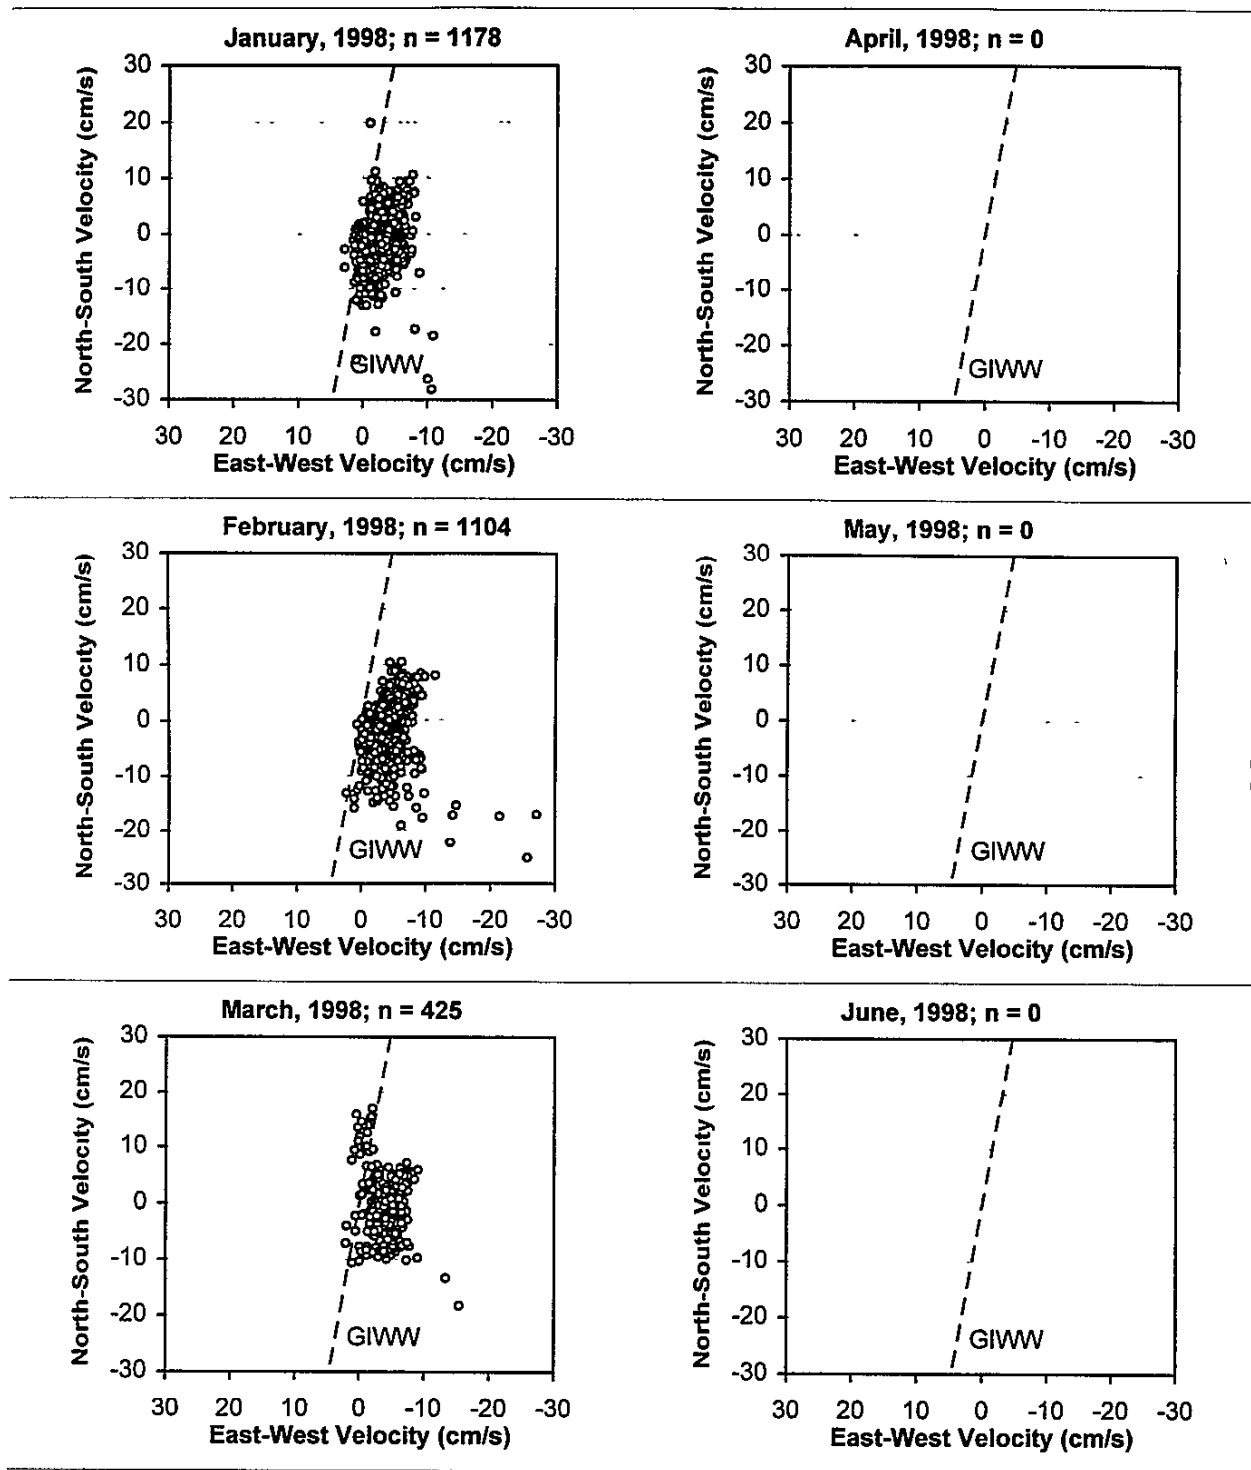 January, 1998; n = 1178
North-South Velocity (cm/s)
30
20
10
0
-10
-20
-30
GIWW
30 20 10 0 -10 -20 -30
East-West Velocity (cm/s)
April, 1998; n = 0
North-South Velocity (cm/s)
30
20
10
0
-10
-20
-30
GIWW
30 20 10 0 -10 -20 -30
East-West Velocity (cm/s)
February, 1998; n = 1104
North-South Velocity (cm/s)
30
20
10
0
-10
-20
-30
GIWW
30 20 10 0 -10 -20 -30
East-West Velocity (cm/s)
May, 1998; n = 0
North-South Velocity (cm/s)
30
20
10
0
-10
-20
-30
GIWW
30 20 10 0 -10 -20 -30
East-West Velocity (cm/s)
March, 1998; n = 425
North-South Velocity (cm/s)
30
20
10
0
-10
-20
-30
GIWW
30 20 10 0 -10 -20 -30
East-West Velocity (cm/s)
June, 1998; n = 0
North-South Velocity (cm/s)
30
20
10
0
-10
-20
-30
GIWW
30 20 10 0 -10 -20 -30
East-West Velocity (cm/s)